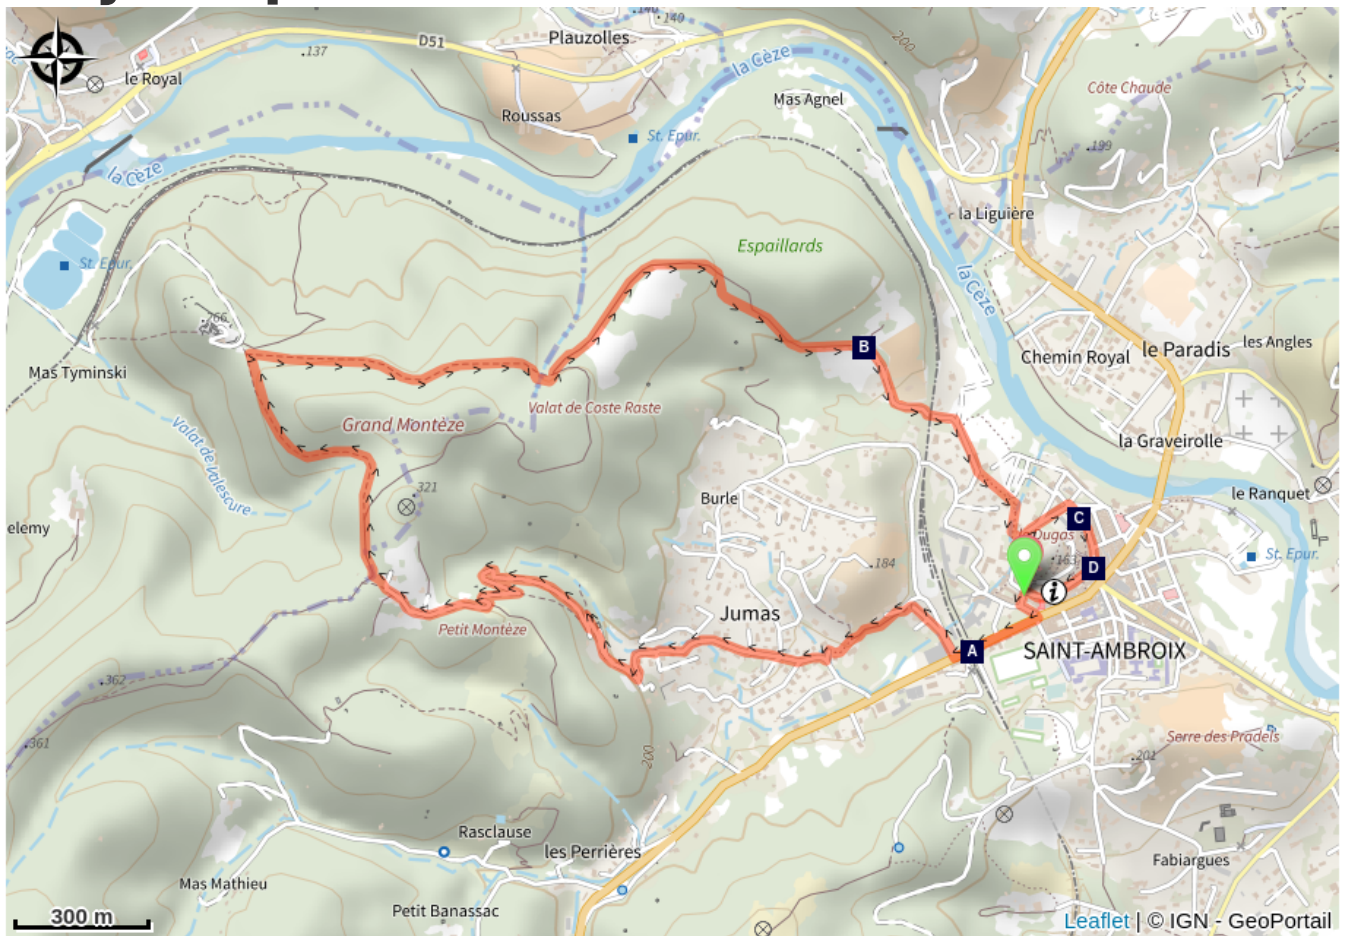 D51
Plauzolles
140
140
200
la Cèze
le Royal
137
Roussas
Mas Agnel
Côte Chaude
St. Epur.
199
la Cèze
la Liguière
Espaillards
St. Epur.
la Cèze
266
B
Chemin Royal
le Paradis
les Angles
Mas Tyminski
Valat de Coste Raste
Grand Montèze
Valat de Valescure
la Graveirolle
321
Burle
le Ranquet
elemy
C
Dugas
184
163
D
St. Epur.
i
Jumas
Petit Montèze
A
SAINT-AMBROIX
362
361
Serre des Pradels
200
201
Rasclause
les Perrières
Fabiargues
Mas Mathieu
Petit Banassac
300 m
Leaflet | © IGN - GeoPortail